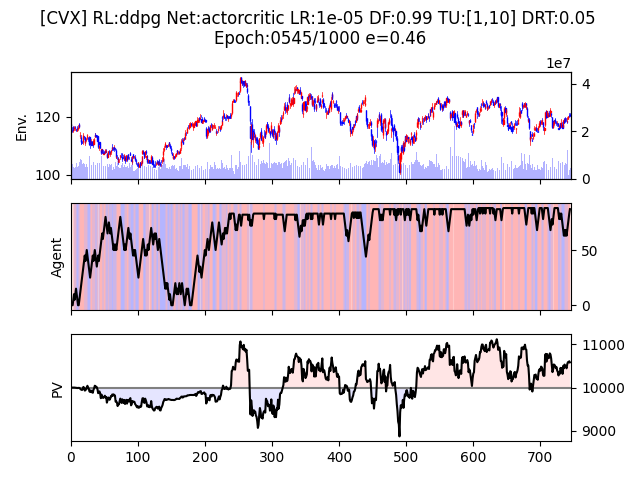 [CVX] RL:ddpg Net:actorcritic LR:1e-05 DF:0.99 TU:[1,10] DRT:0.05
Epoch:0545/1000 e=0.46
1e7
Env.
120
100
4
2
0
Agent
50
0
PV
11000
10000
9000
0 100 200 300 400 500 600 700